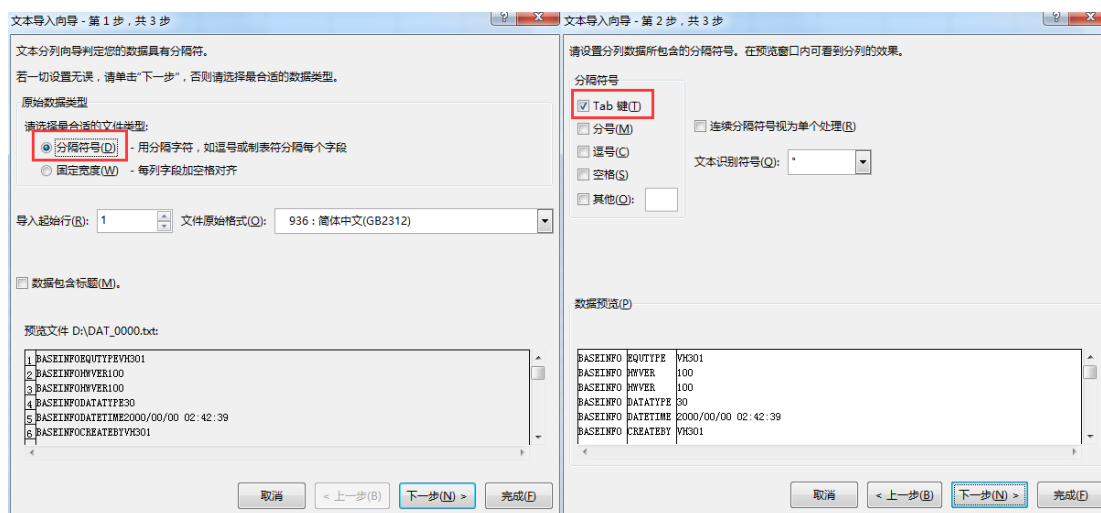 文本导入向导 - 第 1 步，共 3 步
文本分列向导判定您的数据具有分隔符。
若一切设置无误，请单击"下一步"，否则请选择最合适的数据类型。
原始数据类型
请选择最合适的文件类型:
分隔符号(D) - 用分隔字符，如逗号或制表符分隔每个字段
固定宽度(W) - 每列字段加空格对齐
导入起始行(R): 1 文件原始格式(O): 936 : 简体中文(GB2312)
数据包含标题(M)。
预览文件 D:\DAT_0000.txt:
1 BASEINFOEQUTYPEVH301
2 BASEINFOHWVER100
3 BASEINFOHWVER100
4 BASEINFODATATYPE30
5 BASEINFODATETIME2000/00/00 02:42:39
6 BASEINFOCREATEBYVH301
取消 < 上一步(B) 下一步(N) > 完成(F)
文本导入向导 - 第 2 步，共 3 步
请设置分列数据所包含的分隔符号。在预览窗口内可看到分列的效果。
分隔符号
Tab 键(T)
分号(M) 连续分隔符号视为单个处理(R)
逗号(C)
文本识别符号(Q): "
空格(S)
其他(O):
数据预览(P)
BASEINFO EQUTYPE VH301
BASEINFO HWVER 100
BASEINFO HWVER 100
BASEINFO DATATYPE 30
BASEINFO DATETIME 2000/00/00 02:42:39
BASEINFO CREATEBY VH301
取消 < 上一步(B) 下一步(N) > 完成(F)